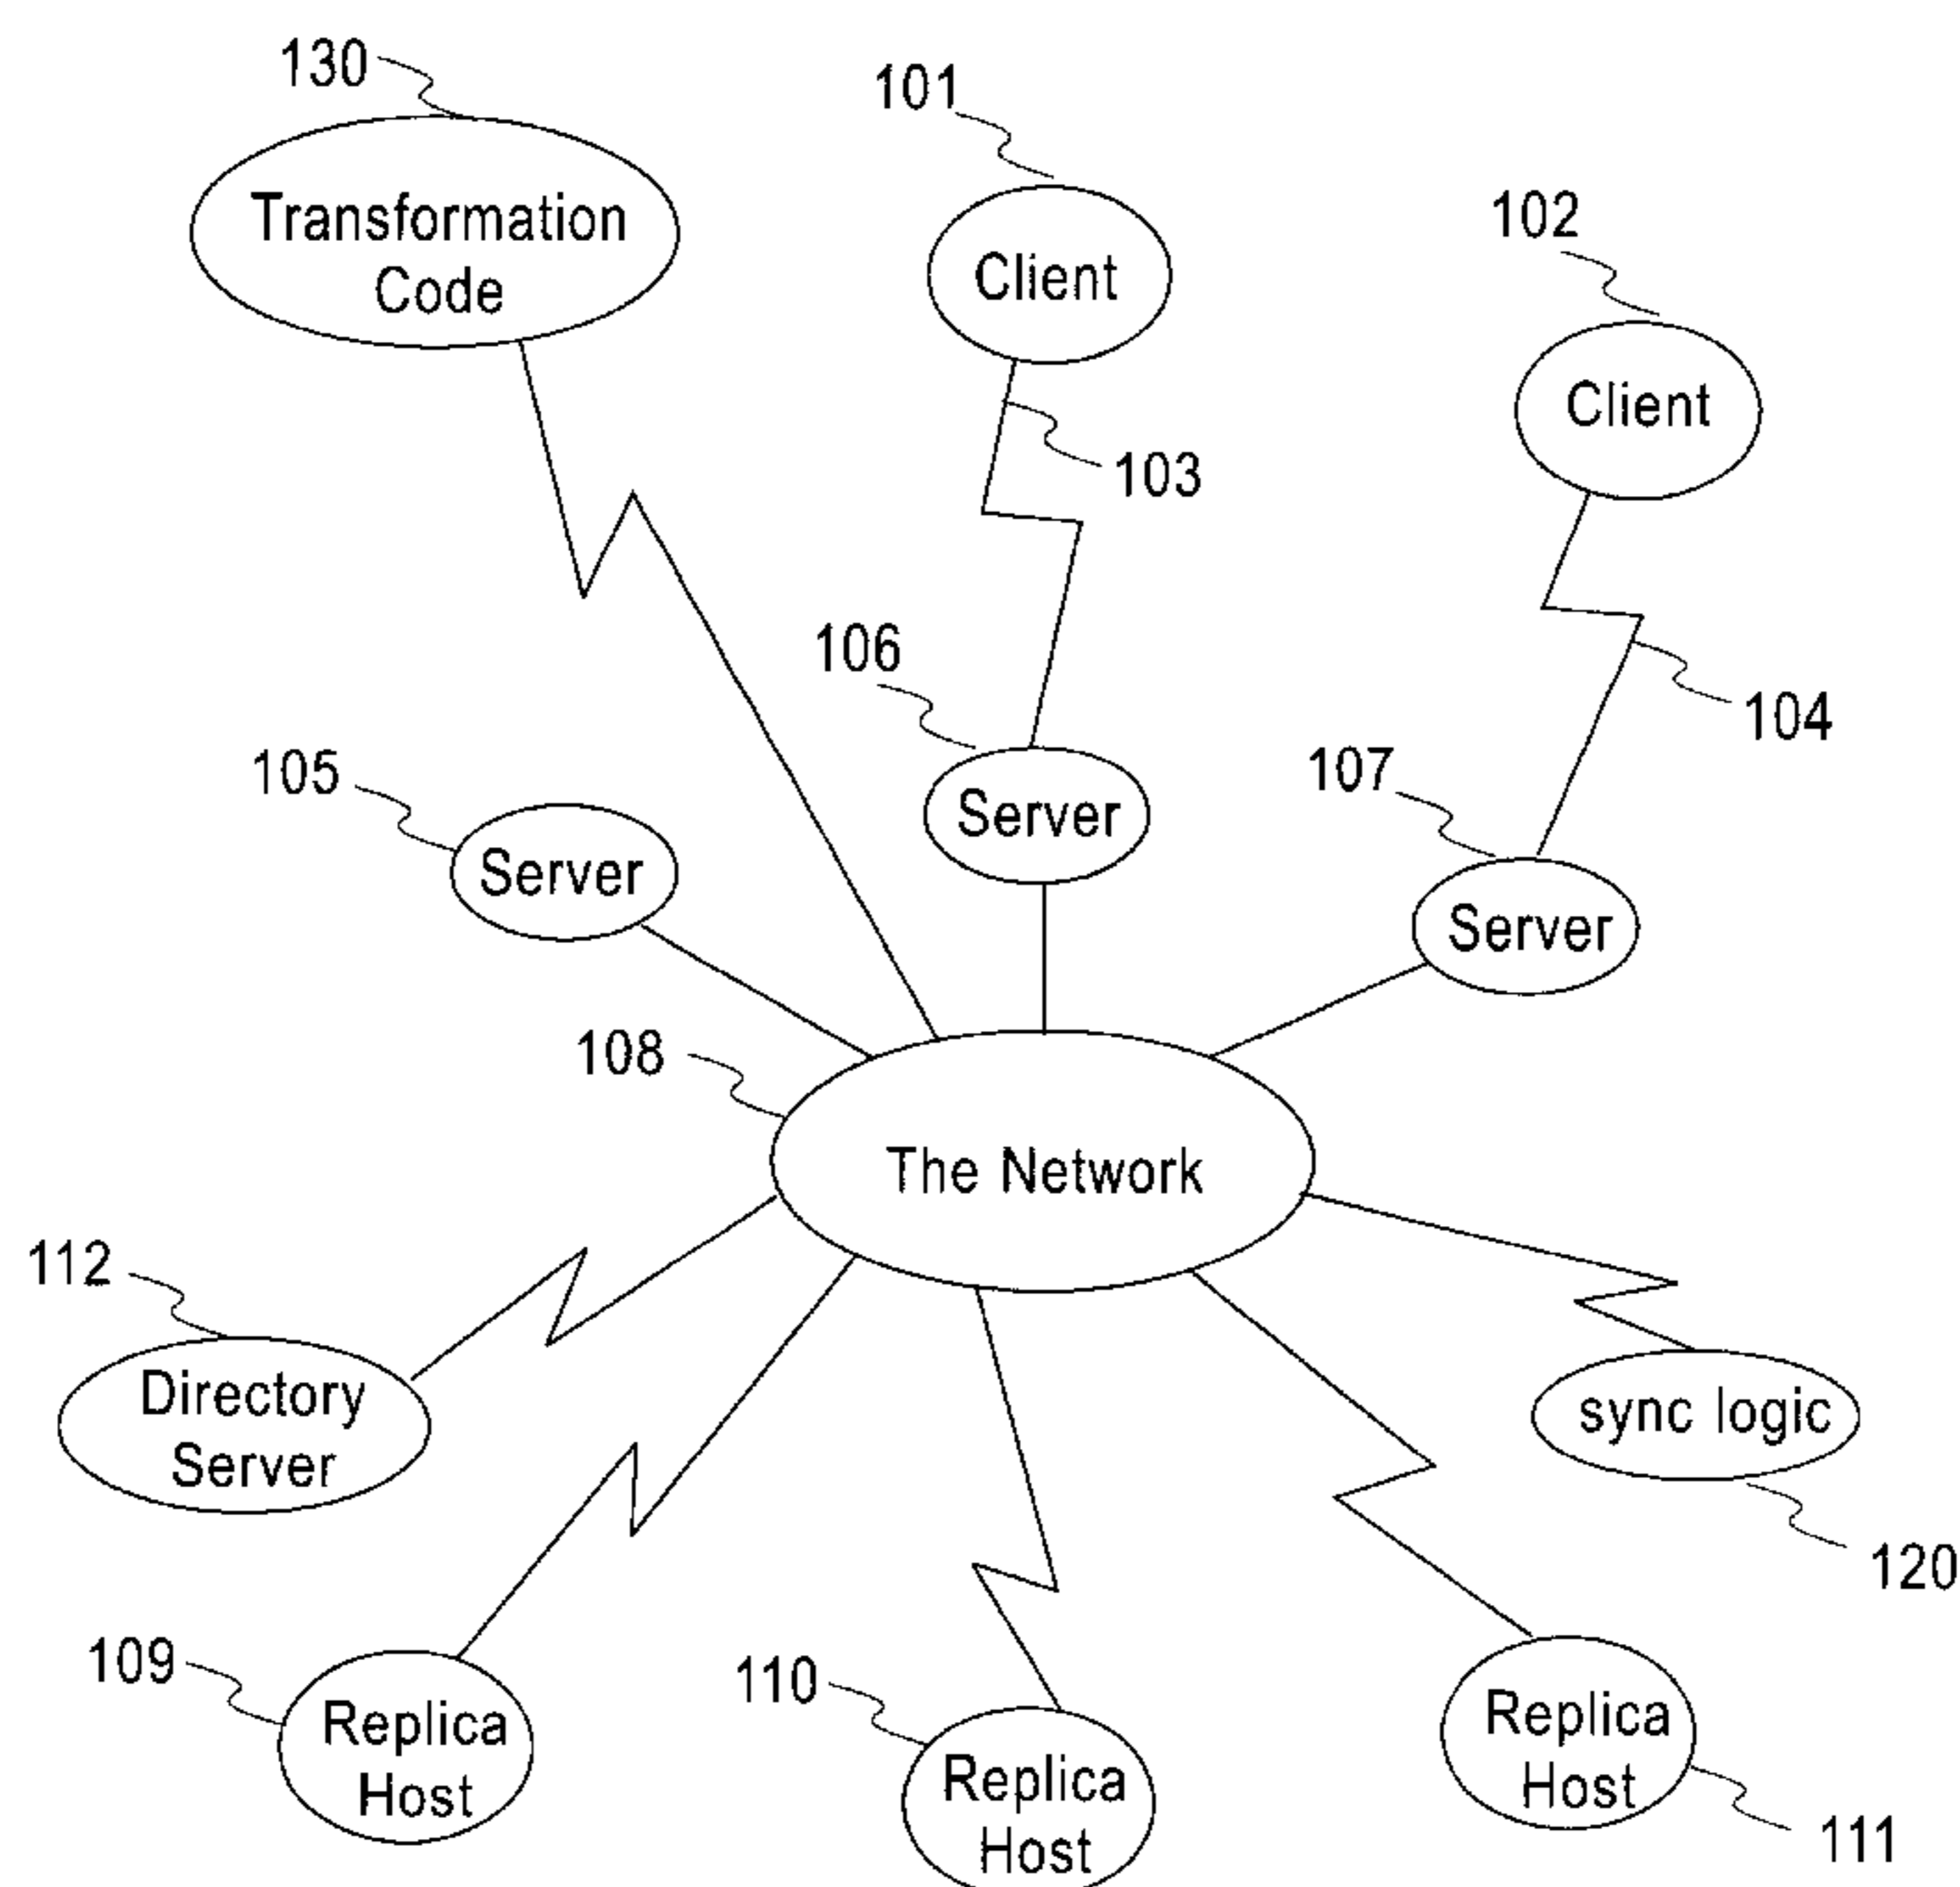 130
101
Transformation
Code
Client
102
Client
103
106
104
105
107
Server
Server
Server
108
The Network
112
Directory
Server
sync logic
120
109
110
Replica
Host
Replica
Host
Replica
Host
111